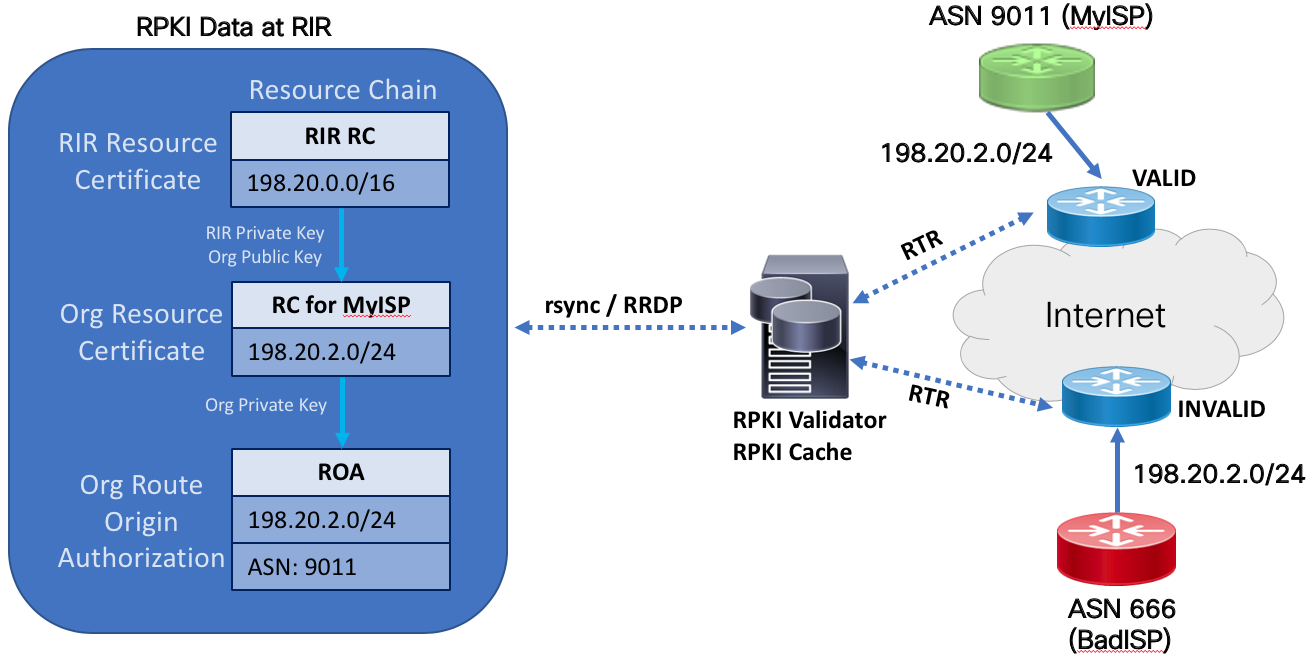 RPKI Data at RIR
Resource Chain
RIR Resource
Certificate
RIR RC
198.20.0.0/16
RIR Private Key
Org Public Key
Org Resource
Certificate
RC for MyISP
198.20.2.0/24
Org Private Key
Org Route
Origin
Authorization
ROA
198.20.2.0/24
ASN: 9011
rsync / RRDP
RPKI Validator
RPKI Cache
RTR
RTR
ASN 9011 (MyISP)
198.20.2.0/24
VALID
Internet
INVALID
198.20.2.0/24
ASN 666
(BadISP)